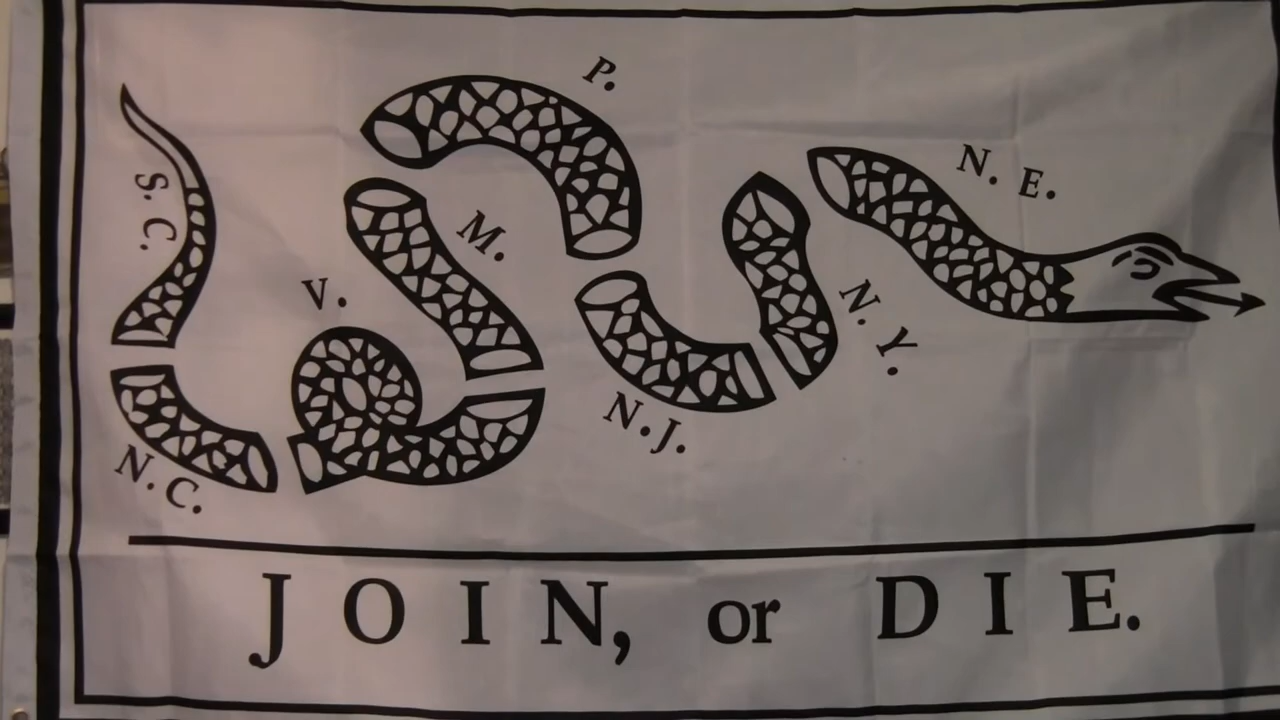 S. C.
N. C.
V.
M.
P.
N. J.
N. Y.
N. E.
JOIN, or DIE.